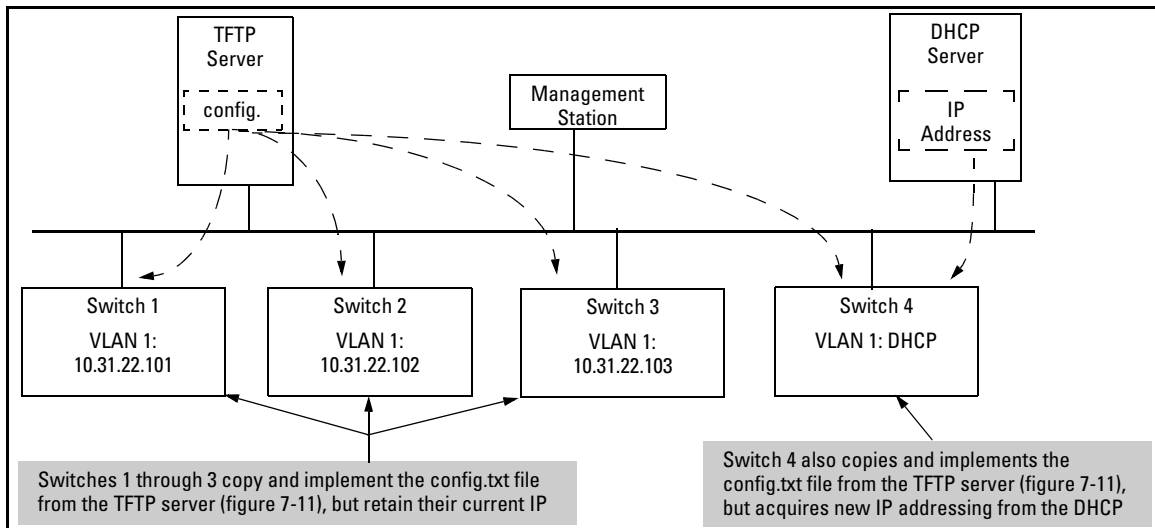 TFTP
Server
config.
Management
Station
DHCP
Server
IP
Address
Switch 1
VLAN 1:
10.31.22.101
Switch 2
VLAN 1:
10.31.22.102
Switch 3
VLAN 1:
10.31.22.103
Switch 4
VLAN 1: DHCP
Switches 1 through 3 copy and implement the config.txt file
from the TFTP server (figure 7-11), but retain their current IP
Switch 4 also copies and implements the
config.txt file from the TFTP server (figure 7-11),
but acquires new IP addressing from the DHCP